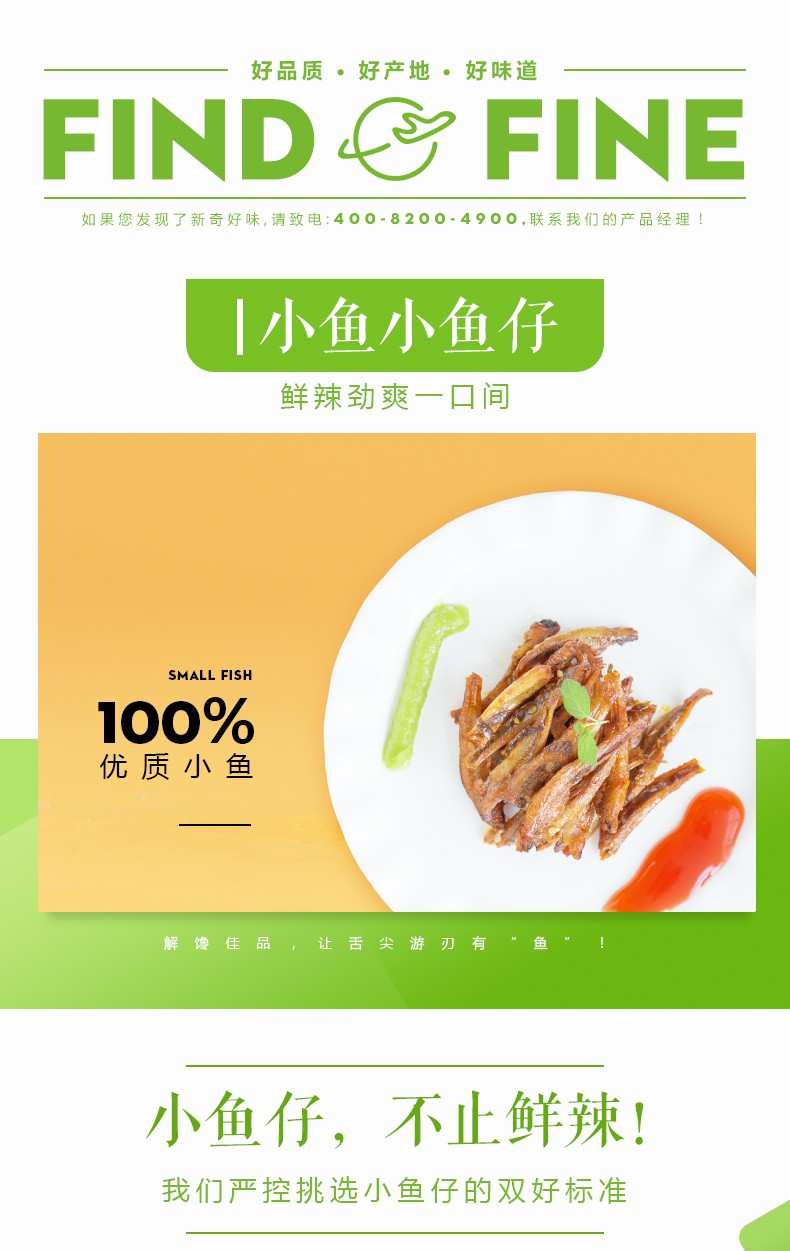 好品质 • 好产地 • 好味道
FIND FINE
如果您发现了新奇好味,请致电:400-8200-4900,联系我们的产品经理！
小鱼小鱼仔
鲜辣劲爽一口间
SMALL FISH
100%
优质小鱼
解馋佳品，让舌尖游刃有”鱼”！
小鱼仔，不止鲜辣！
我们严控挑选小鱼仔的双好标准